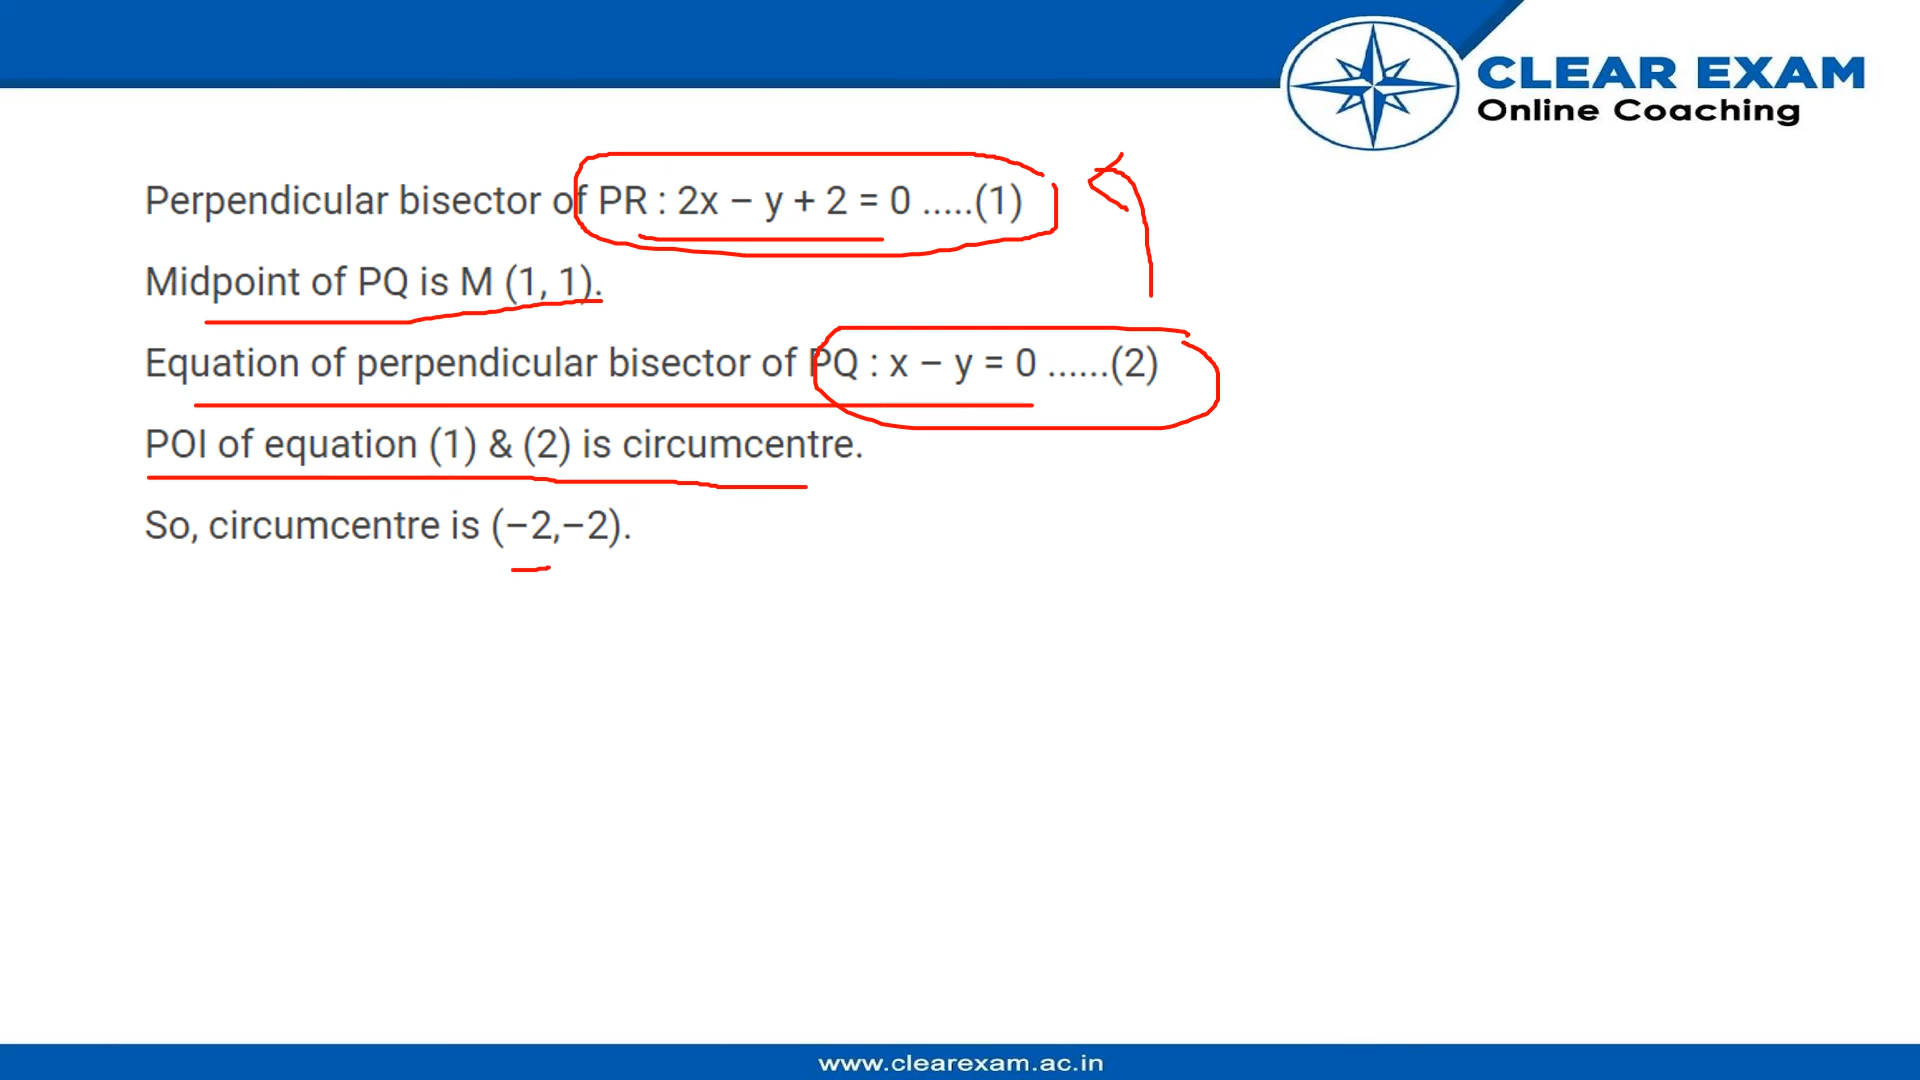 CLEAR EXAM
Online Coaching
Perpendicular bisector of PR : 2x – y + 2 = 0 .....(1)
Midpoint of PQ is M (1, 1).
Equation of perpendicular bisector of PQ : x – y = 0 ......(2)
POI of equation (1) & (2) is circumcentre.
So, circumcentre is (–2,–2).
www.clearexam.ac.in